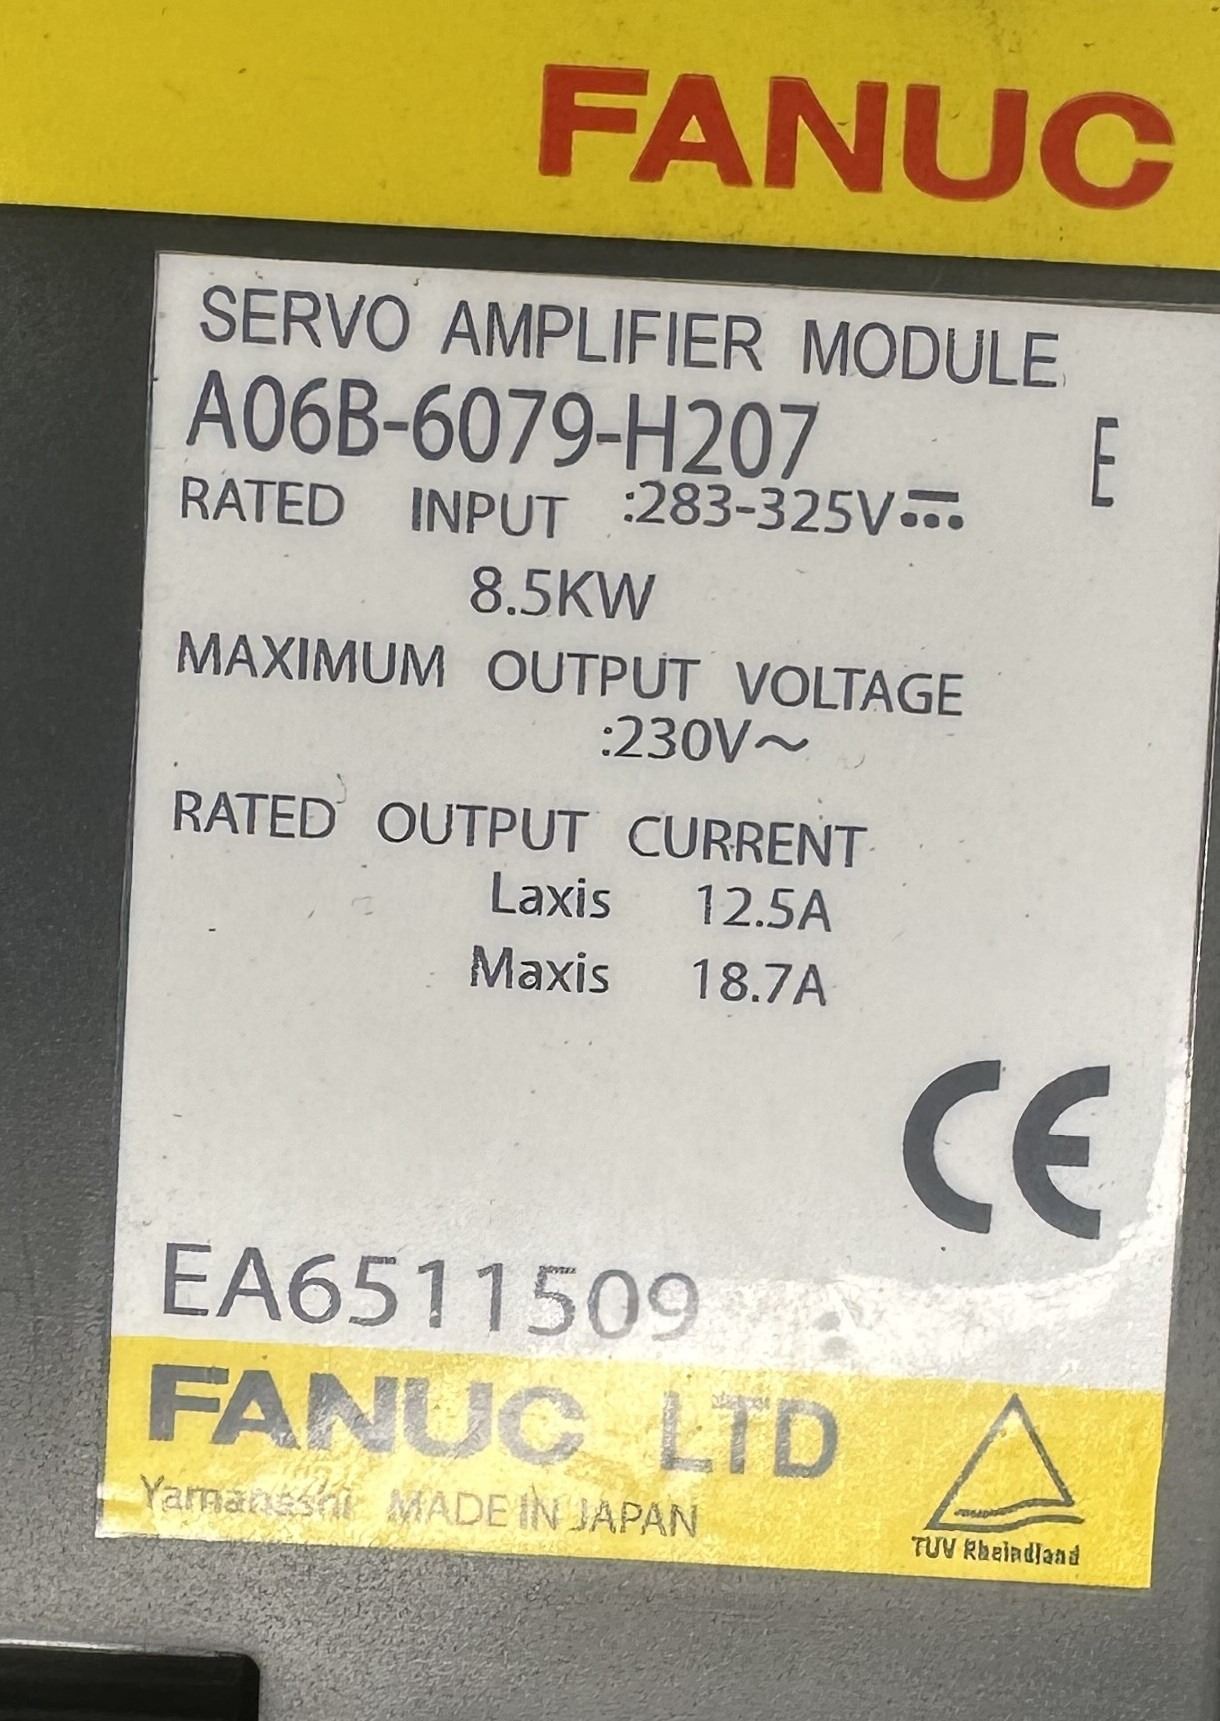 FANUC
SERVO AMPLIFIER MODULE
A06B-6079-H207 E
RATED INPUT :283-325V⎓
8.5KW
MAXIMUM OUTPUT VOLTAGE
:230V～
RATED OUTPUT CURRENT
Laxis 12.5A
Maxis 18.7A
CE
EA6511509
FANUC LTD
Yamanashi MADE IN JAPAN
TUV Rheindland